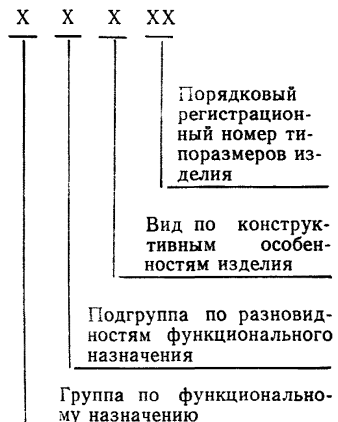 X X X XX
Порядковый
регистрацион-
ный номер ти-
поразмеров из-
делия
Вид по конструк-
тивным особен-
ностям изделия
Подгруппа по разновид-
ностям функционального
назначения
Группа по функционально-
му назначению